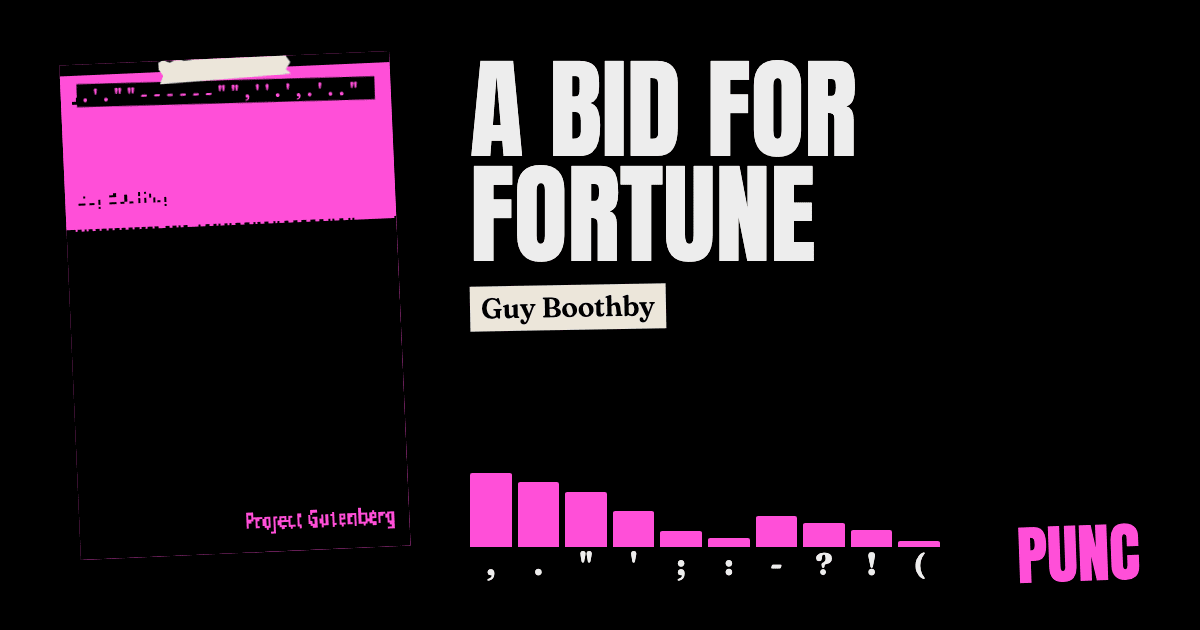 A BID FOR
FORTUNE
Guy Boothby
Project Gutenberg
, . " ' ; : - ? ! (
PUNC